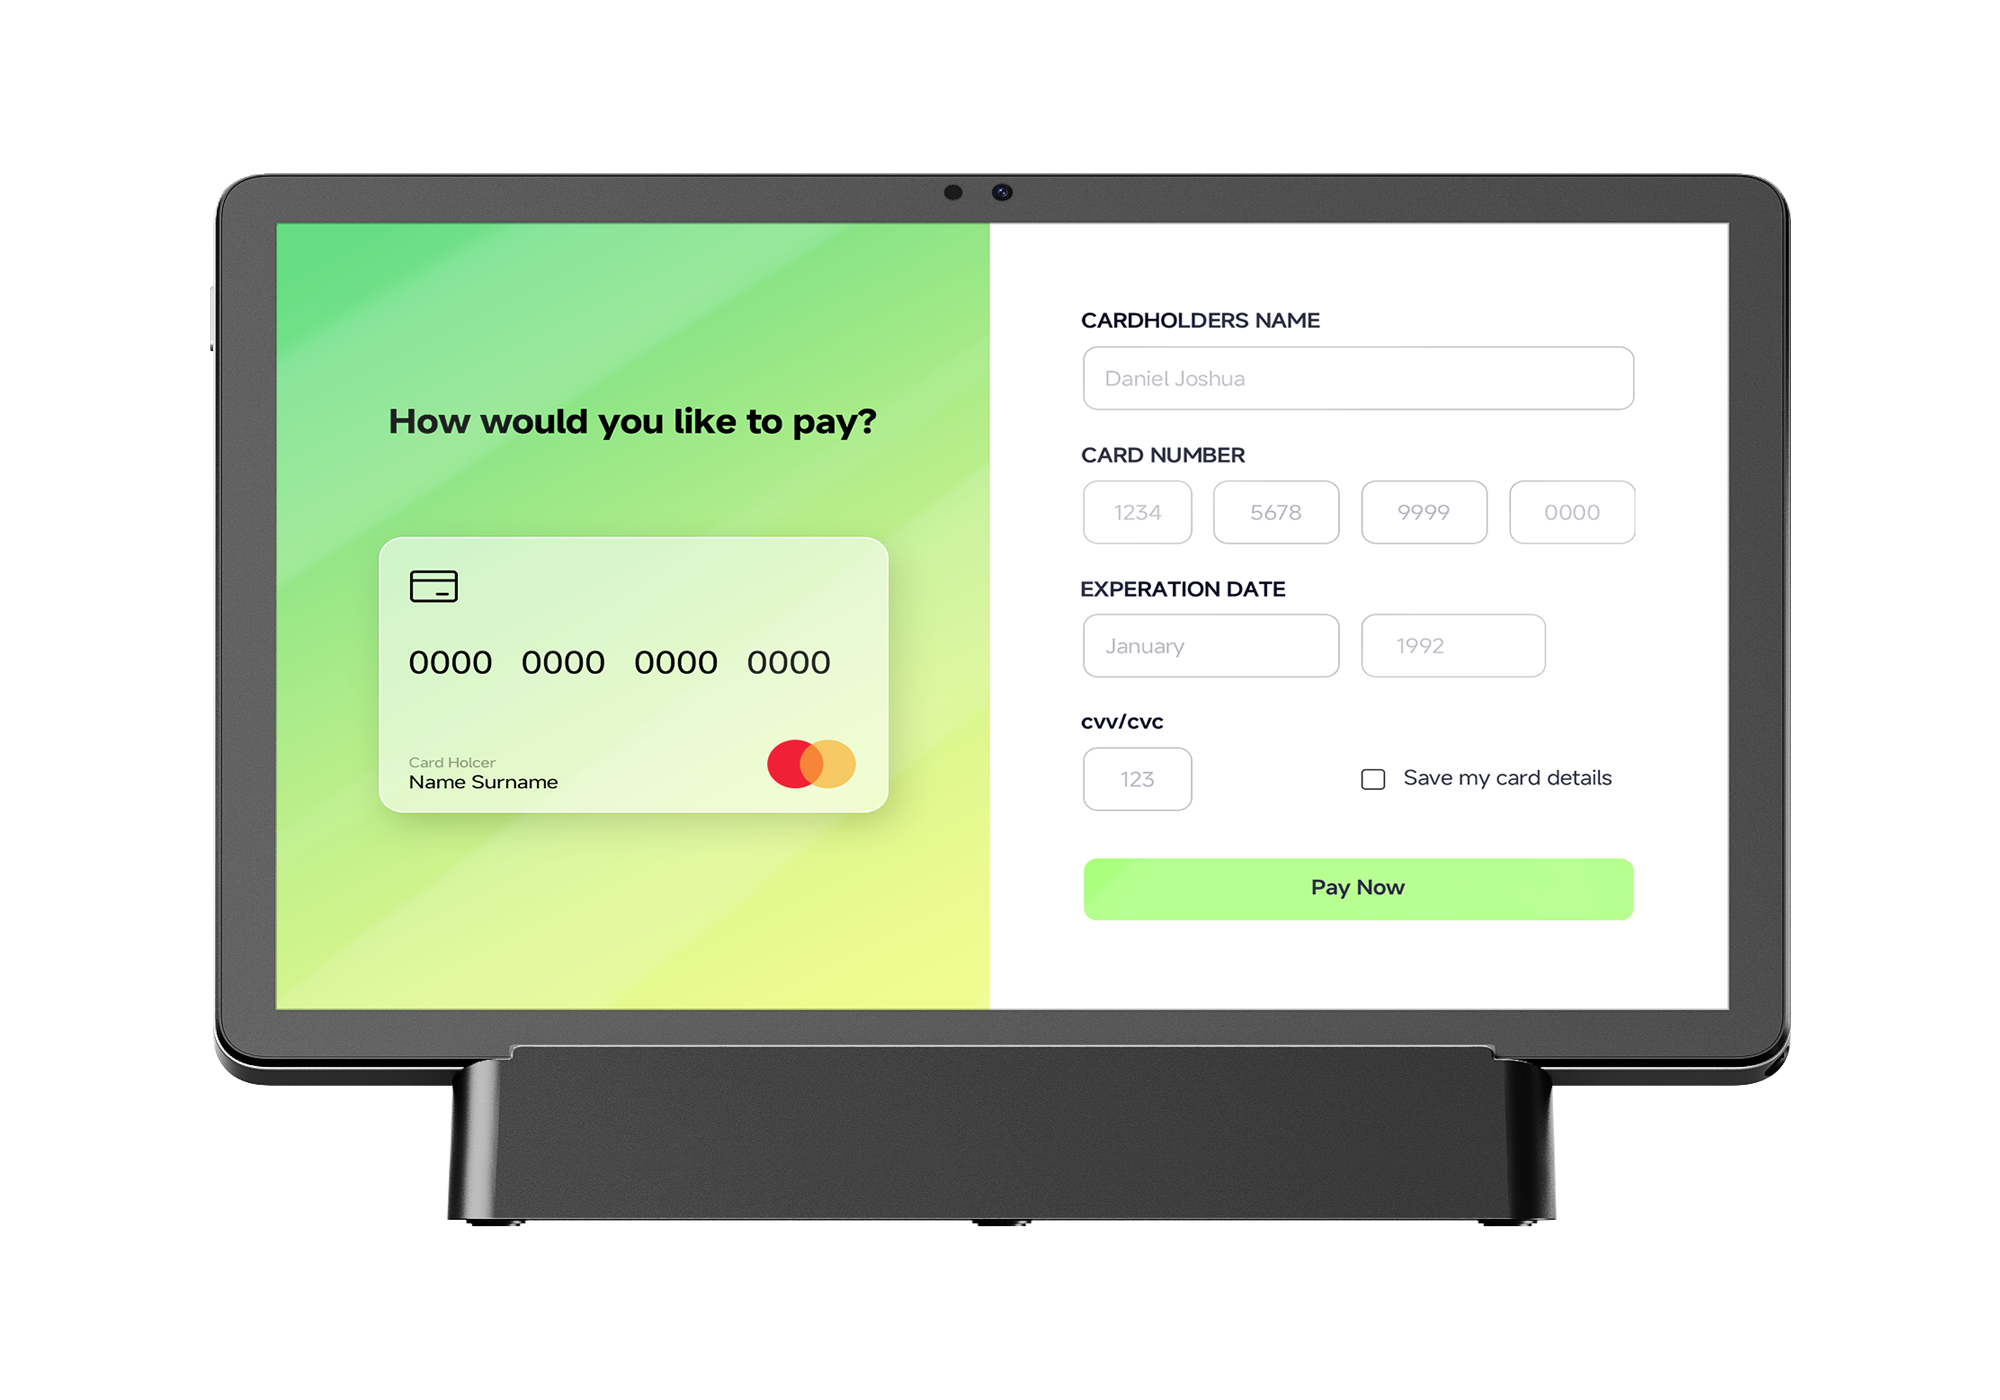 How would you like to pay?
0000 0000 0000 0000
Card Holcer
Name Surname
CARDHOLDERS NAME
Daniel Joshua
CARD NUMBER
1234 5678 9999 0000
EXPERATION DATE
January 1992
cvv/cvc
123
Save my card details
Pay Now